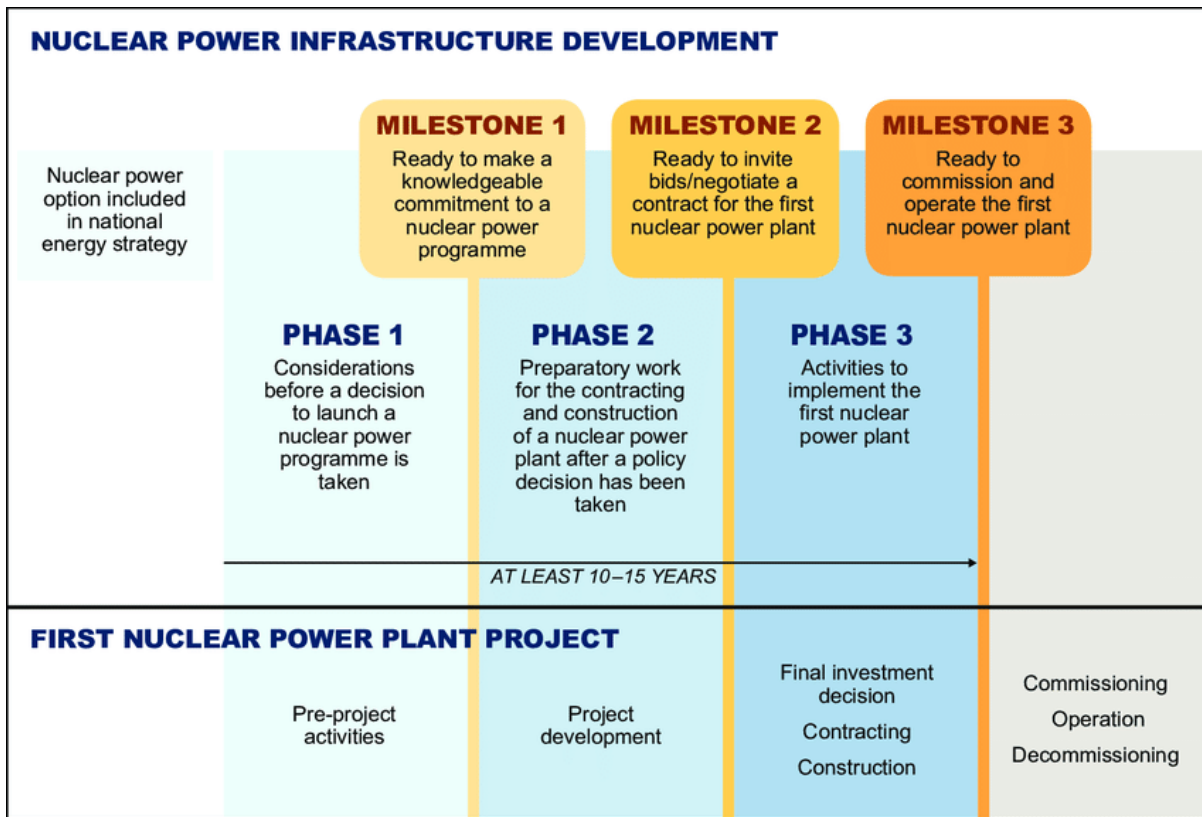 NUCLEAR POWER INFRASTRUCTURE DEVELOPMENT
Nuclear power
option included
in national
energy strategy
MILESTONE 1
Ready to make a
knowledgeable
commitment to a
nuclear power
programme
MILESTONE 2
Ready to invite
bids/negotiate a
contract for the first
nuclear power plant
MILESTONE 3
Ready to
commission and
operate the first
nuclear power plant
PHASE 1
Considerations
before a decision
to launch a
nuclear power
programme is
taken
PHASE 2
Preparatory work
for the contracting
and construction
of a nuclear power
plant after a policy
decision has been
taken
PHASE 3
Activities to
implement the
first nuclear
power plant
AT LEAST 10–15 YEARS
FIRST NUCLEAR POWER PLANT PROJECT
Pre-project
activities
Project
development
Final investment
decision
Contracting
Construction
Commissioning
Operation
Decommissioning